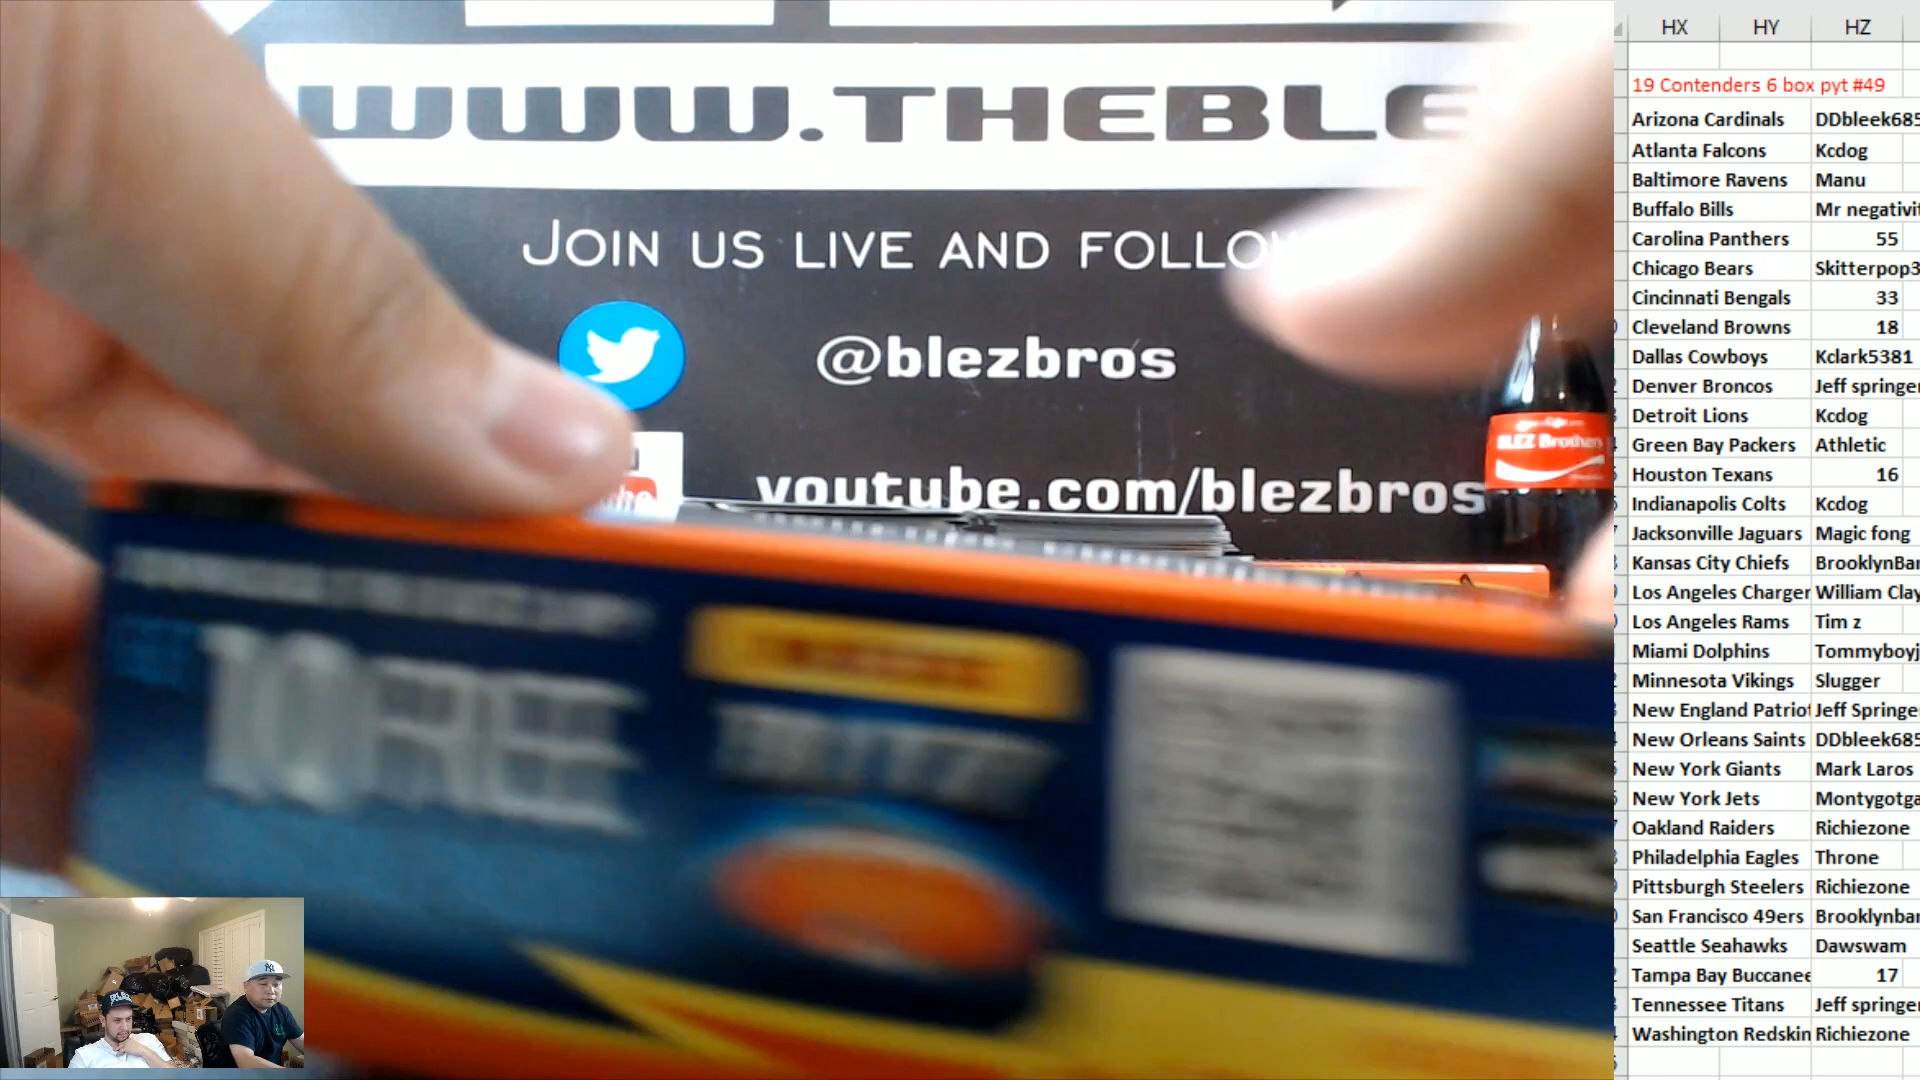 WWW.THEBLE
JOIN US LIVE AND FOLLOW
@blezbros
youtube.com/blezbros
BLEZ Brothers
HX HY HZ
19 Contenders 6 box pyt #49
Arizona Cardinals DDbleek685
Atlanta Falcons Kcdog
Baltimore Ravens Manu
Buffalo Bills Mr negativit
Carolina Panthers 55
Chicago Bears Skitterpop3
Cincinnati Bengals 33
Cleveland Browns 18
Dallas Cowboys Kclark5381
Denver Broncos Jeff springer
Detroit Lions Kcdog
Green Bay Packers Athletic
Houston Texans 16
Indianapolis Colts Kcdog
Jacksonville Jaguars Magic fong
Kansas City Chiefs BrooklynBar
Los Angeles Charger William Clay
Los Angeles Rams Tim z
Miami Dolphins Tommyboyj
Minnesota Vikings Slugger
New England Patriot Jeff Springe
New Orleans Saints DDbleek685
New York Giants Mark Laros
New York Jets Montygotga
Oakland Raiders Richiezone
Philadelphia Eagles Throne
Pittsburgh Steelers Richiezone
San Francisco 49ers Brooklynbar
Seattle Seahawks Dawswam
Tampa Bay Buccanee 17
Tennessee Titans Jeff springer
Washington Redskin Richiezone